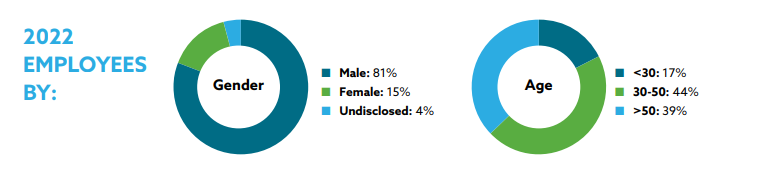 2022
EMPLOYEES
BY:
Gender
Male: 81%
Female: 15%
Undisclosed: 4%
Age
<30: 17%
30-50: 44%
>50: 39%